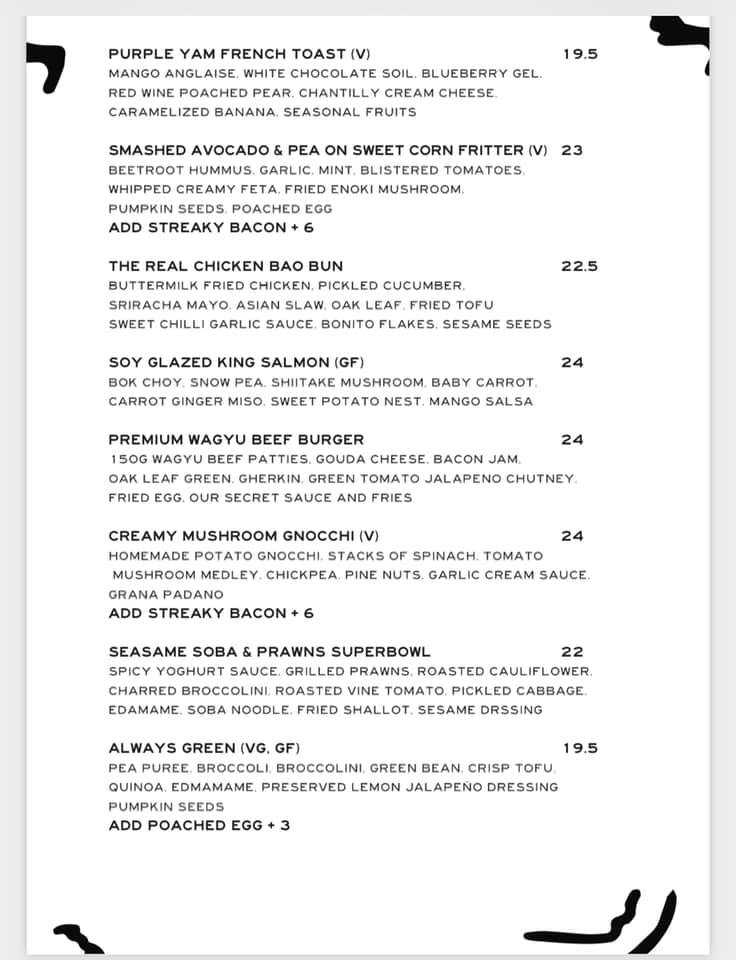 PURPLE YAM FRENCH TOAST (V) 19.5
MANGO ANGLAISE, WHITE CHOCOLATE SOIL, BLUEBERRY GEL,
RED WINE POACHED PEAR, CHANTILLY CREAM CHEESE,
CARAMELIZED BANANA, SEASONAL FRUITS
SMASHED AVOCADO & PEA ON SWEET CORN FRITTER (V) 23
BEETROOT HUMMUS, GARLIC, MINT, BLISTERED TOMATOES,
WHIPPED CREAMY FETA, FRIED ENOKI MUSHROOM,
PUMPKIN SEEDS, POACHED EGG
ADD STREAKY BACON + 6
THE REAL CHICKEN BAO BUN 22.5
BUTTERMILK FRIED CHICKEN, PICKLED CUCUMBER,
SRIRACHA MAYO, ASIAN SLAW, OAK LEAF, FRIED TOFU
SWEET CHILLI GARLIC SAUCE, BONITO FLAKES, SESAME SEEDS
SOY GLAZED KING SALMON (GF) 24
BOK CHOY, SNOW PEA, SHIITAKE MUSHROOM, BABY CARROT,
CARROT GINGER MISO, SWEET POTATO NEST, MANGO SALSA
PREMIUM WAGYU BEEF BURGER 24
150G WAGYU BEEF PATTIES, GOUDA CHEESE, BACON JAM,
OAK LEAF GREEN, GHERKIN, GREEN TOMATO JALAPENO CHUTNEY,
FRIED EGG, OUR SECRET SAUCE AND FRIES
CREAMY MUSHROOM GNOCCHI (V) 24
HOMEMADE POTATO GNOCCHI, STACKS OF SPINACH, TOMATO
MUSHROOM MEDLEY, CHICKPEA, PINE NUTS, GARLIC CREAM SAUCE,
GRANA PADANO
ADD STREAKY BACON + 6
SEASAME SOBA & PRAWNS SUPERBOWL 22
SPICY YOGHURT SAUCE, GRILLED PRAWNS, ROASTED CAULIFLOWER,
CHARRED BROCCOLINI, ROASTED VINE TOMATO, PICKLED CABBAGE,
EDAMAME, SOBA NOODLE, FRIED SHALLOT, SESAME DRSSING
ALWAYS GREEN (VG, GF) 19.5
PEA PUREE, BROCCOLI, BROCCOLINI, GREEN BEAN, CRISP TOFU,
QUINOA, EDMAMAME, PRESERVED LEMON JALAPEÑO DRESSING
PUMPKIN SEEDS
ADD POACHED EGG + 3